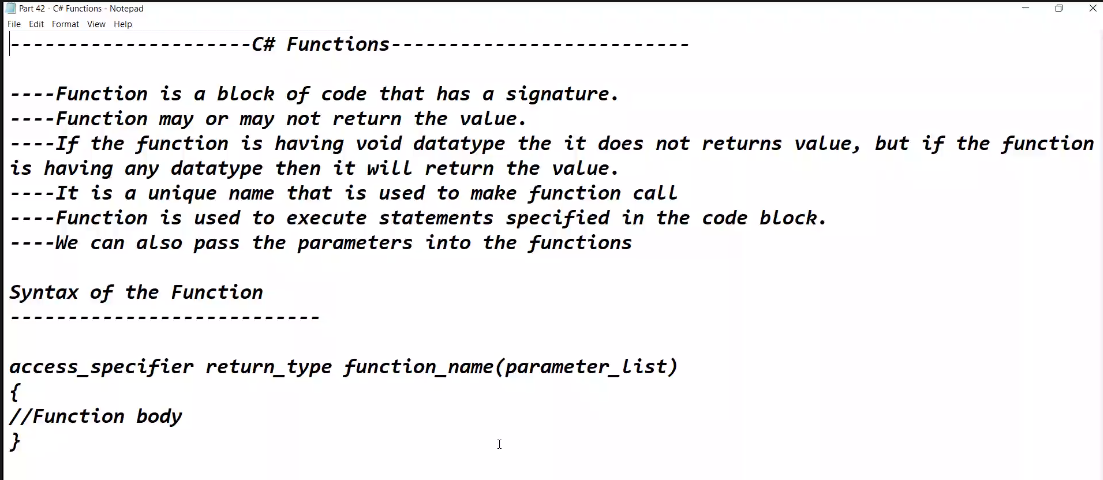 Part 42 - C# Functions - Notepad
File Edit Format View Help
---------------------C# Functions--------------------------
----Function is a block of code that has a signature.
----Function may or may not return the value.
----If the function is having void datatype the it does not returns value, but if the function
is having any datatype then it will return the value.
----It is a unique name that is used to make function call
----Function is used to execute statements specified in the code block.
----We can also pass the parameters into the functions
Syntax of the Function
---------------------------
access_specifier return_type function_name(parameter_list)
{
//Function body
}